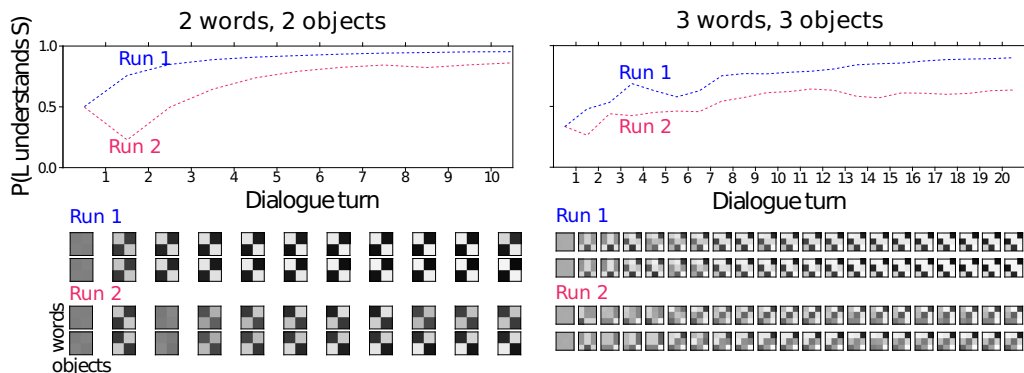 2 words, 2 objects
3 words, 3 objects
P(L understands S)
1.0
0.5
0.0
Run 1
Run 2
1 2 3 4 5 6 7 8 9 10
Dialogue turn
Run 1
Run 2
1 2 3 4 5 6 7 8 9 10 11 12 13 14 15 16 17 18 19 20
Dialogue turn
Run 1
Run 2
words
objects
Run 1
Run 2